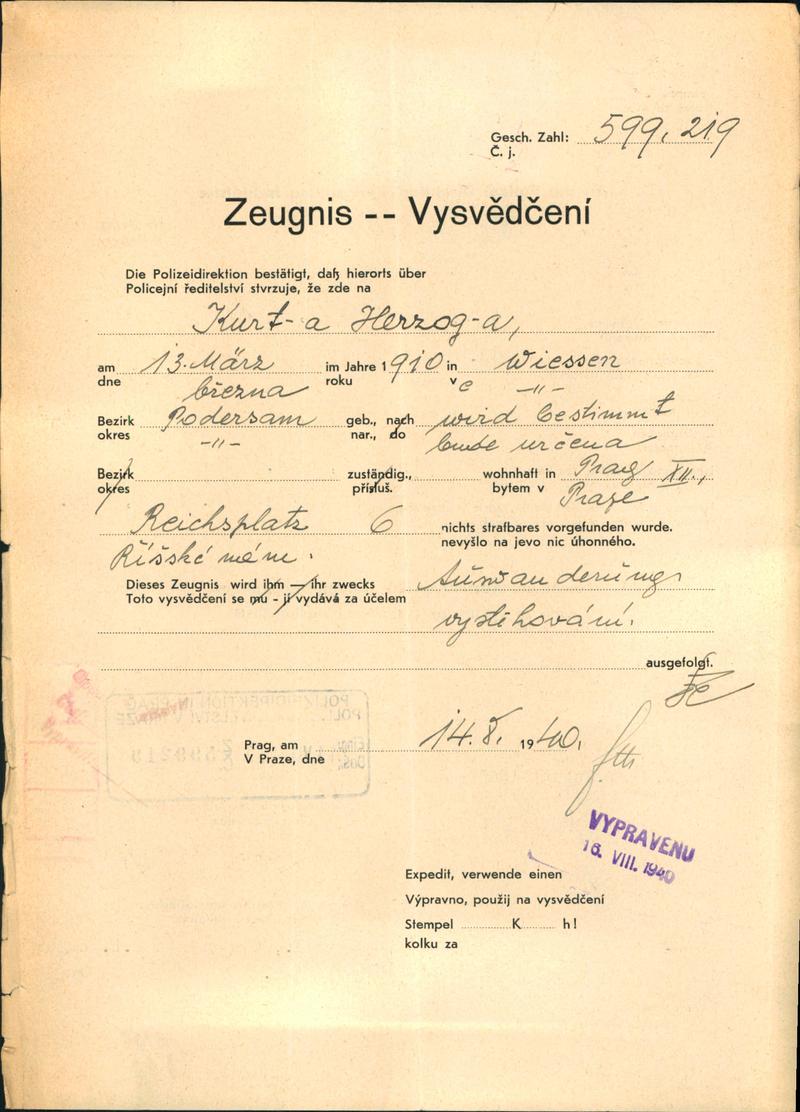 Gesch. Zahl: 599.219
Č. j.
Zeugnis -- Vysvědčení
Die Polizeidirektion bestätigt, daß hierorts über
Policejní ředitelství stvrzuje, že zde na
Kurt-a Herzog-a,
am 13. März im Jahre 1910 in Wiessen
dne března roku v e -"-
Bezirk Podersam geb., nach wird bestimmt
okres -"- nar., do bude určena
Bezirk zuständig., wohnhaft in Prag XII.,
okres přísluš. bytem v Praze
Reichsplatz 6 nichts strafbares vorgefunden wurde.
Říšské nám. nevyšlo na jevo nic úhonného.
Dieses Zeugnis wird ihm — ihr zwecks Auswanderung
Toto vysvědčení se mu - jí vydává za účelem
vystěhování.
ausgefolgt.
POLIZEIDIREKTION IN PRAG
Prag, am 14.8. 1940.
V Praze, dne
VYPRAVENU
16. VIII. 1940
Expedit, verwende einen
Výpravno, použij na vysvědčení
Stempel K h!
kolku za